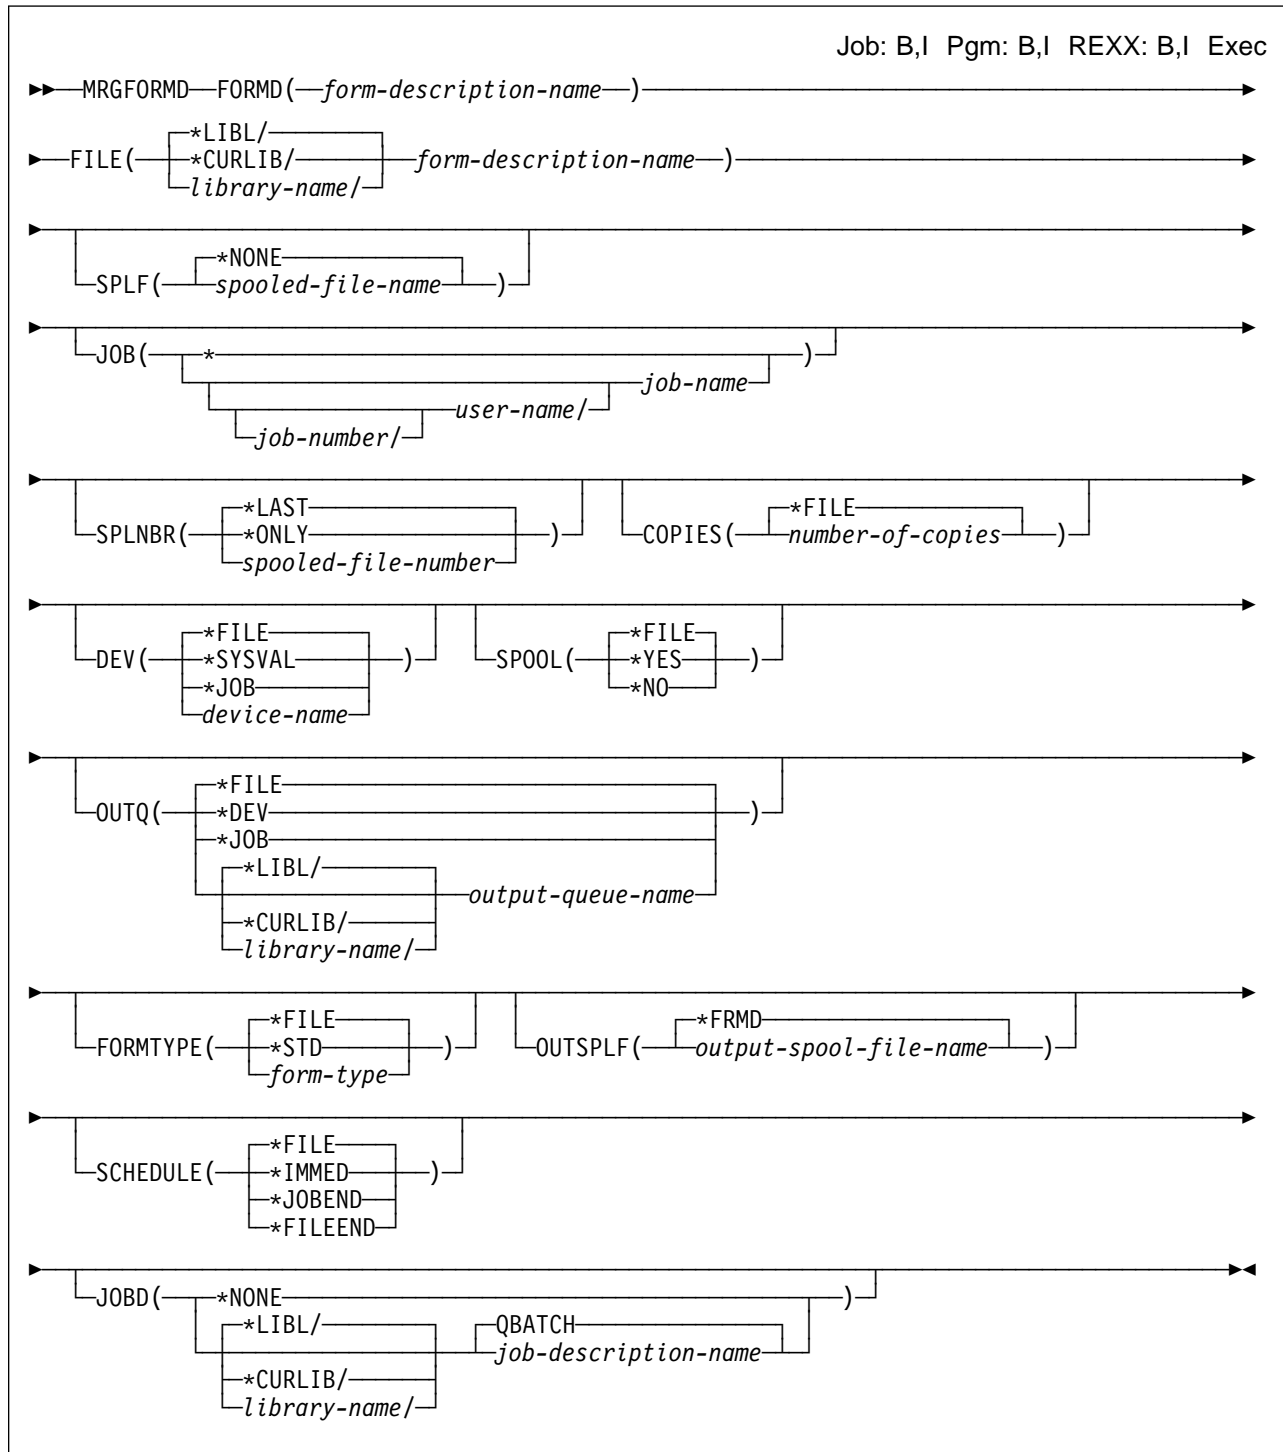 Job: B,I Pgm: B,I REXX: B,I Exec
MRGFORMD FORMD( form-description-name )
*LIBL/
FILE( *CURLIB/ form-description-name )
library-name/
*NONE
SPLF( spooled-file-name )
JOB( * )
job-name
user-name/
job-number/
*LAST *FILE
SPLNBR( *ONLY ) COPIES( number-of-copies )
spooled-file-number
*FILE *FILE
DEV( *SYSVAL ) SPOOL( *YES )
*JOB *NO
device-name
*FILE
OUTQ( *DEV )
*JOB
*LIBL/
output-queue-name
*CURLIB/
library-name/
*FILE *FRMD
FORMTYPE( *STD ) OUTSPLF( output-spool-file-name )
form-type
*FILE
SCHEDULE( *IMMED )
*JOBEND
*FILEEND
JOBD( *NONE )
*LIBL/ QBATCH
job-description-name
*CURLIB/
library-name/